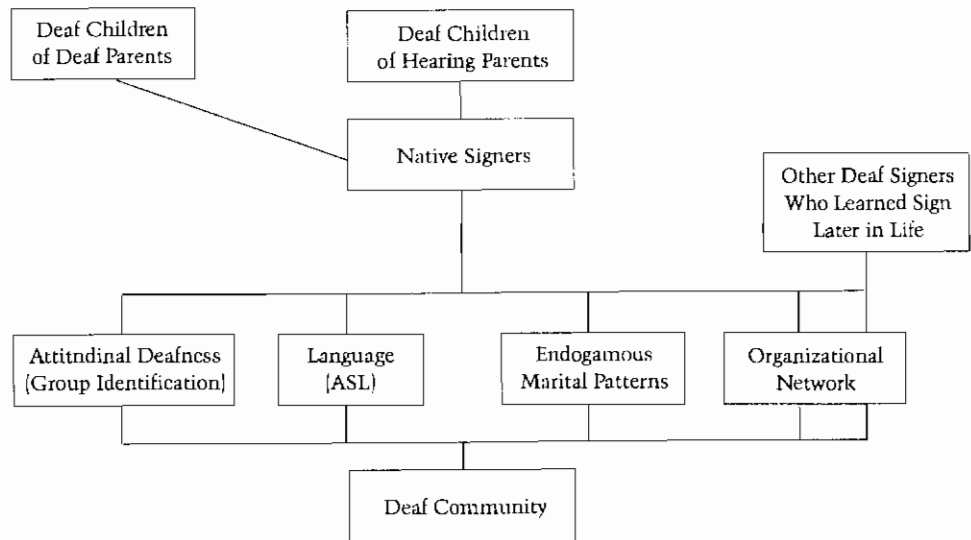 Deaf Children
of Deaf Parents
Deaf Children
of Hearing Parents
Native Signers
Other Deaf Signers
Who Learned Sign
Later in Life
Attitndinal Deafness
(Group Identification)
Language
(ASL)
Endogamous
Marital Patterns
Organizational
Network
Deaf Community